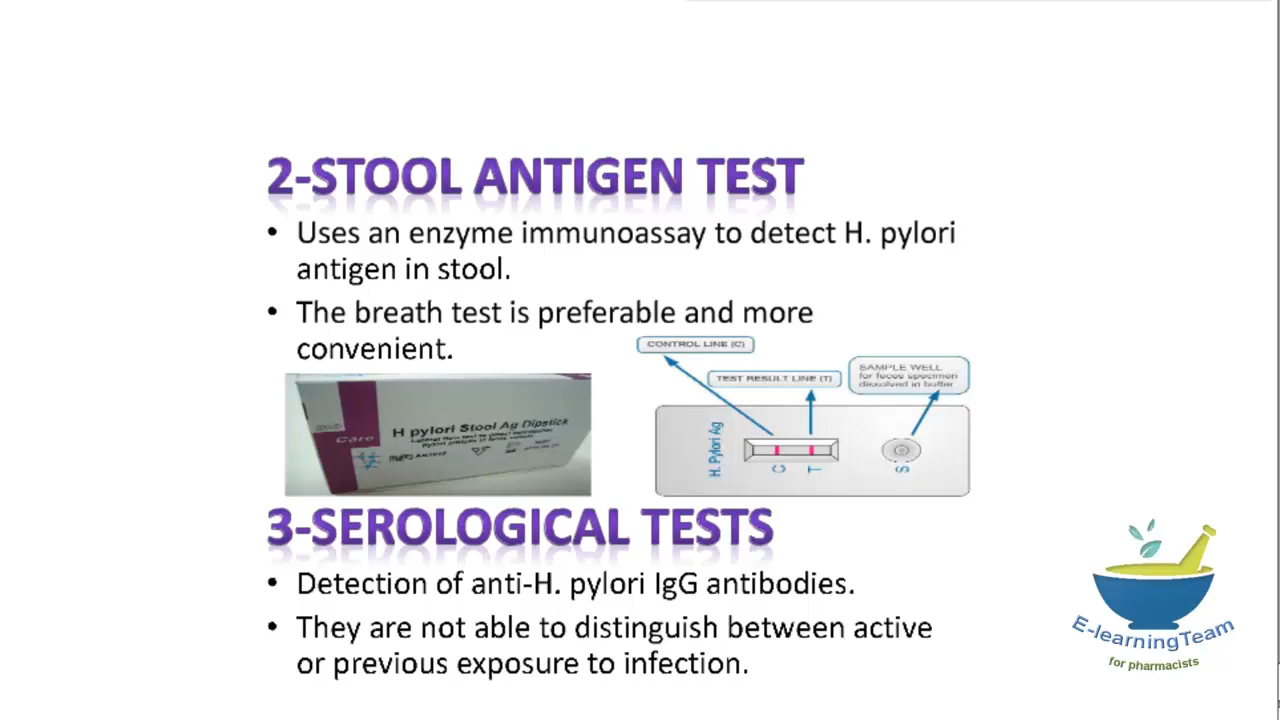 2-STOOL ANTIGEN TEST
• Uses an enzyme immunoassay to detect H. pylori
antigen in stool.
• The breath test is preferable and more
convenient.
CONTROL LINE (C)
TEST RESULT LINE (T)
SAMPLE WELL
for feces specimen
dissolved in buffer
Care
H pylori Stool Ag Dipstick
H. Pylori Ag
C
T
S
3-SEROLOGICAL TESTS
• Detection of anti-H. pylori IgG antibodies.
• They are not able to distinguish between active
or previous exposure to infection.
E-learningTeam
for pharmacists